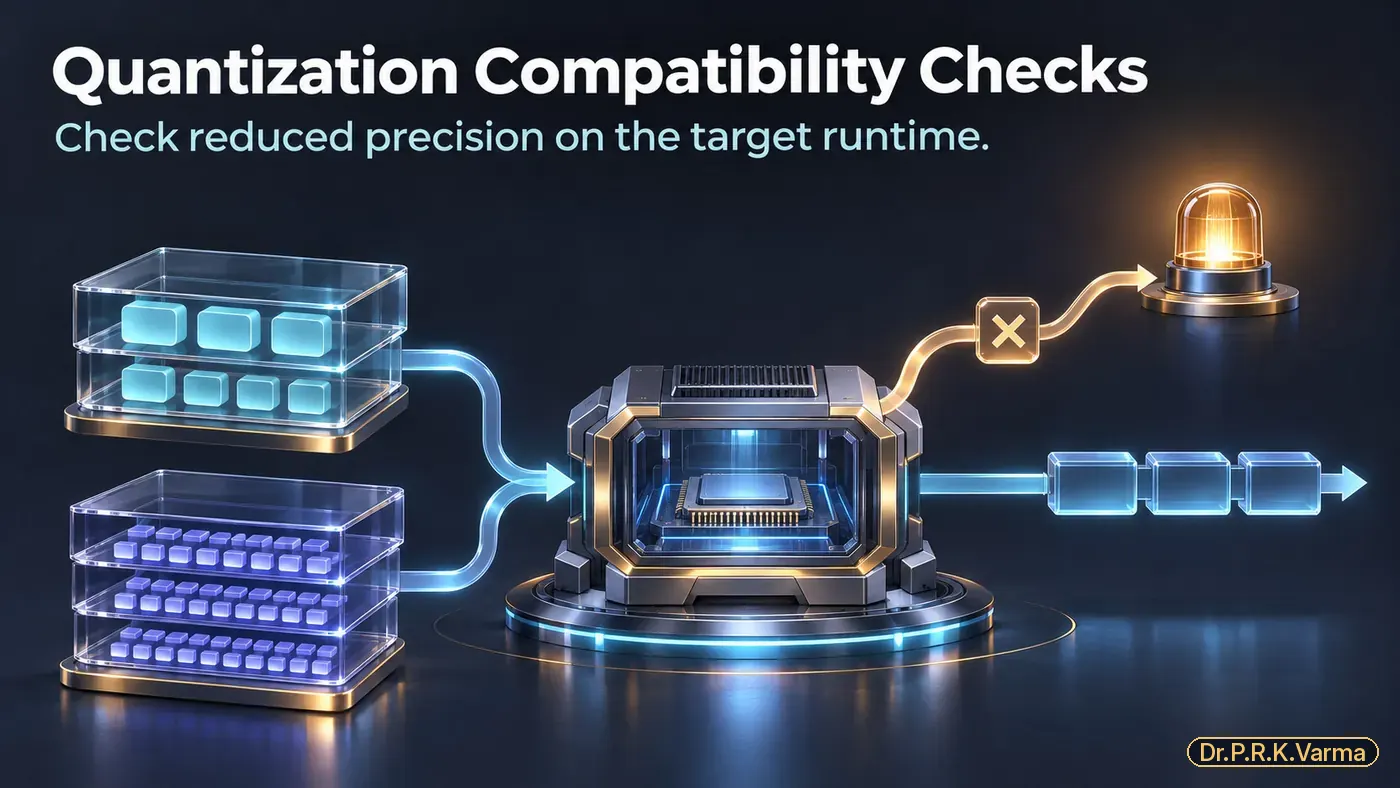 Quantization Compatibility Checks
Check reduced precision on the target runtime.
Dr.P.R.K.Varma